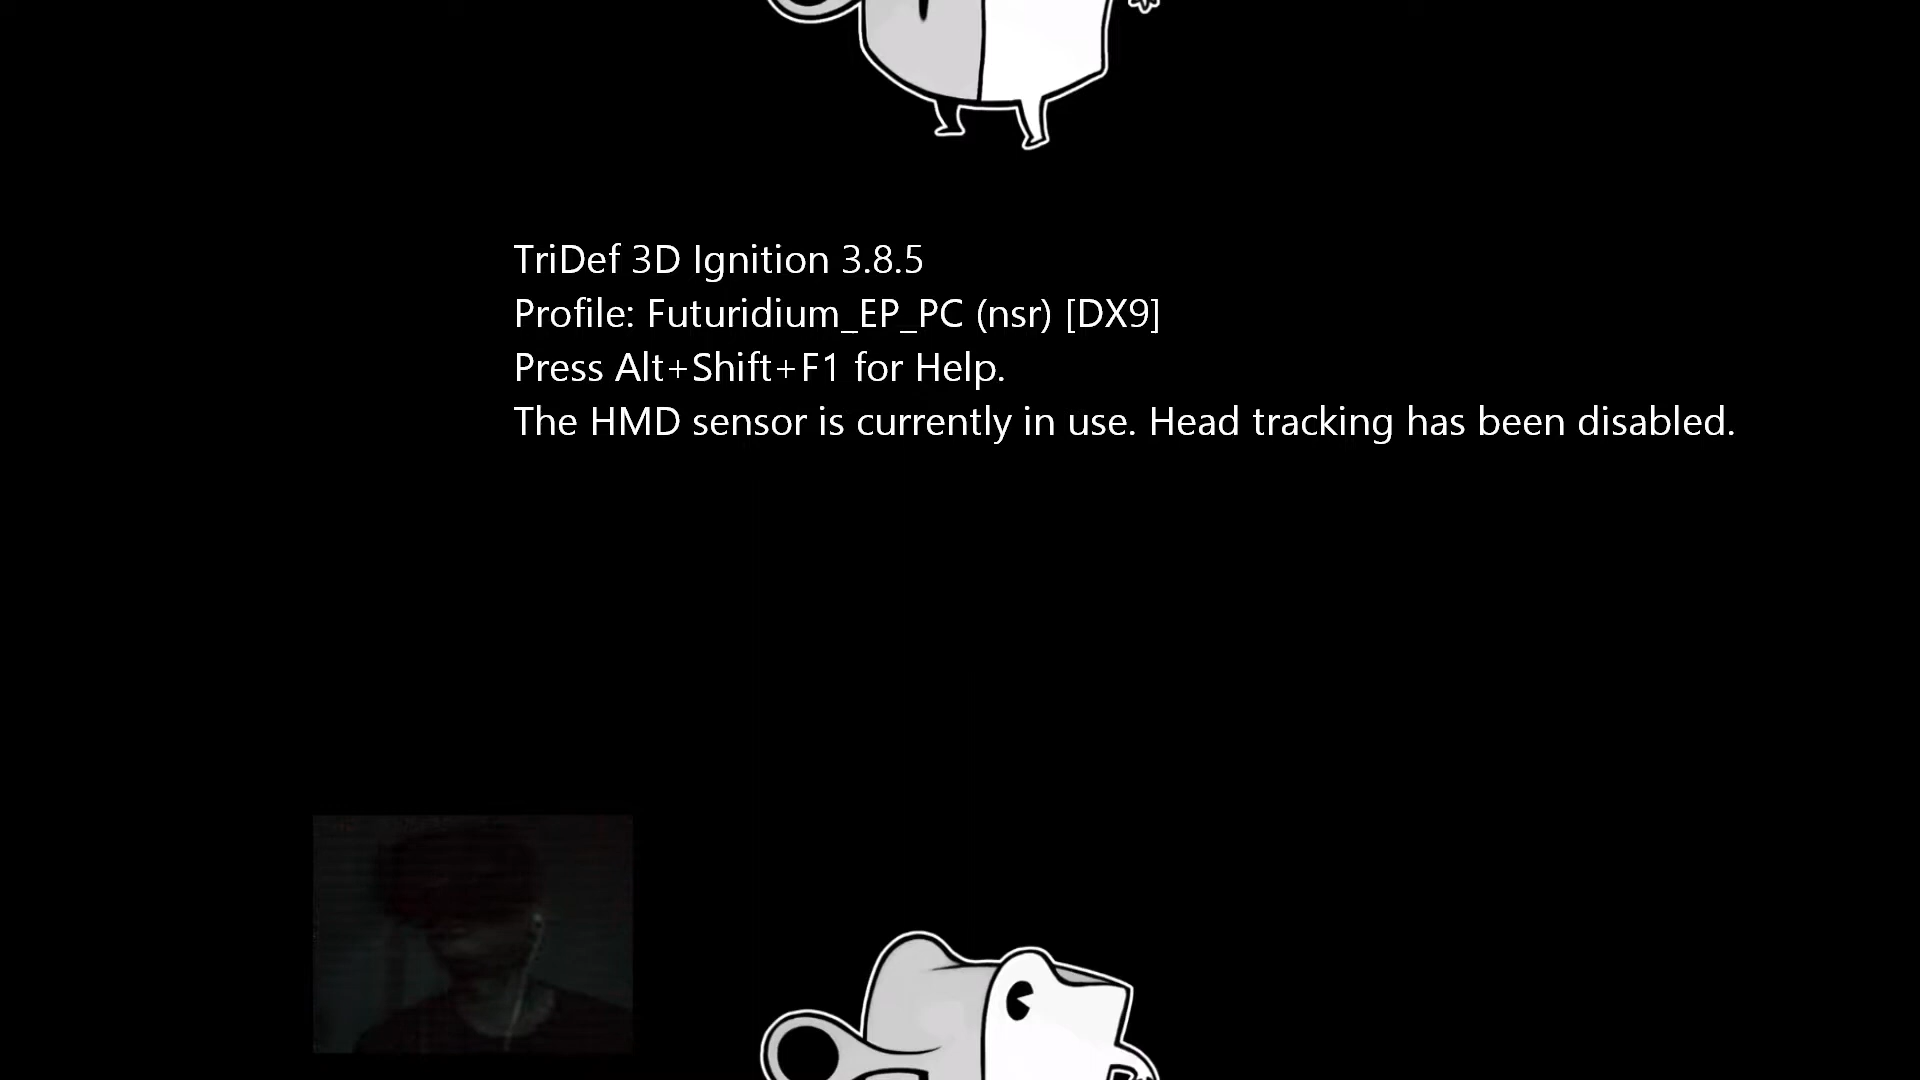 TriDef 3D Ignition 3.8.5
Profile: Futuridium_EP_PC (nsr) [DX9]
Press Alt+Shift+F1 for Help.
The HMD sensor is currently in use. Head tracking has been disabled.